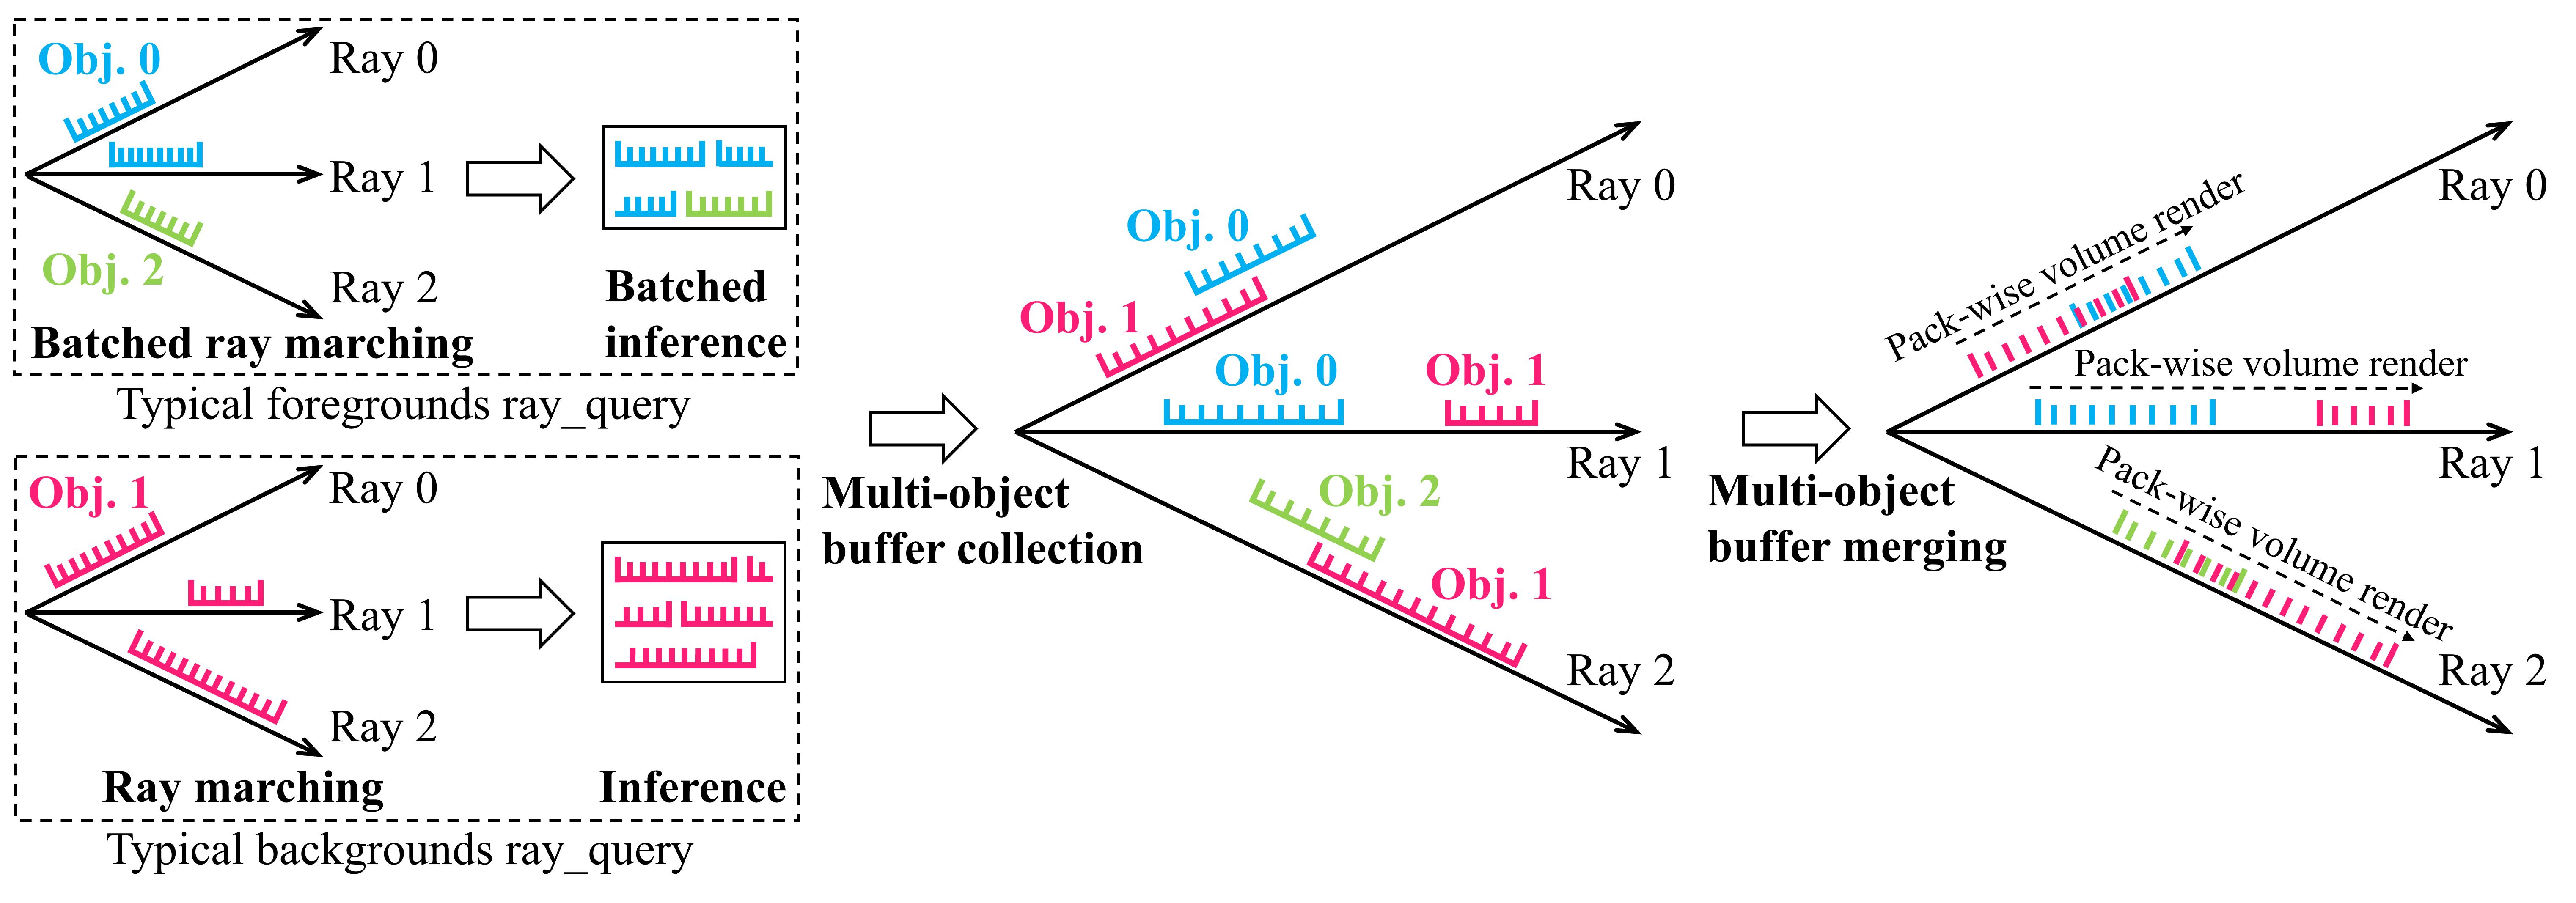 Obj. 0
Ray 0
Ray 1
Obj. 2
Ray 2
Batched ray marching
Batched
inference
Typical foregrounds ray_query
Obj. 1
Ray 0
Ray 1
Ray 2
Ray marching
Inference
Typical backgrounds ray_query
Multi-object
buffer collection
Ray 0
Obj. 0
Obj. 1
Obj. 0
Obj. 1
Ray 1
Obj. 2
Obj. 1
Ray 2
Multi-object
buffer merging
Ray 0
Pack-wise volume render
Pack-wise volume render
Ray 1
Pack-wise volume render
Ray 2